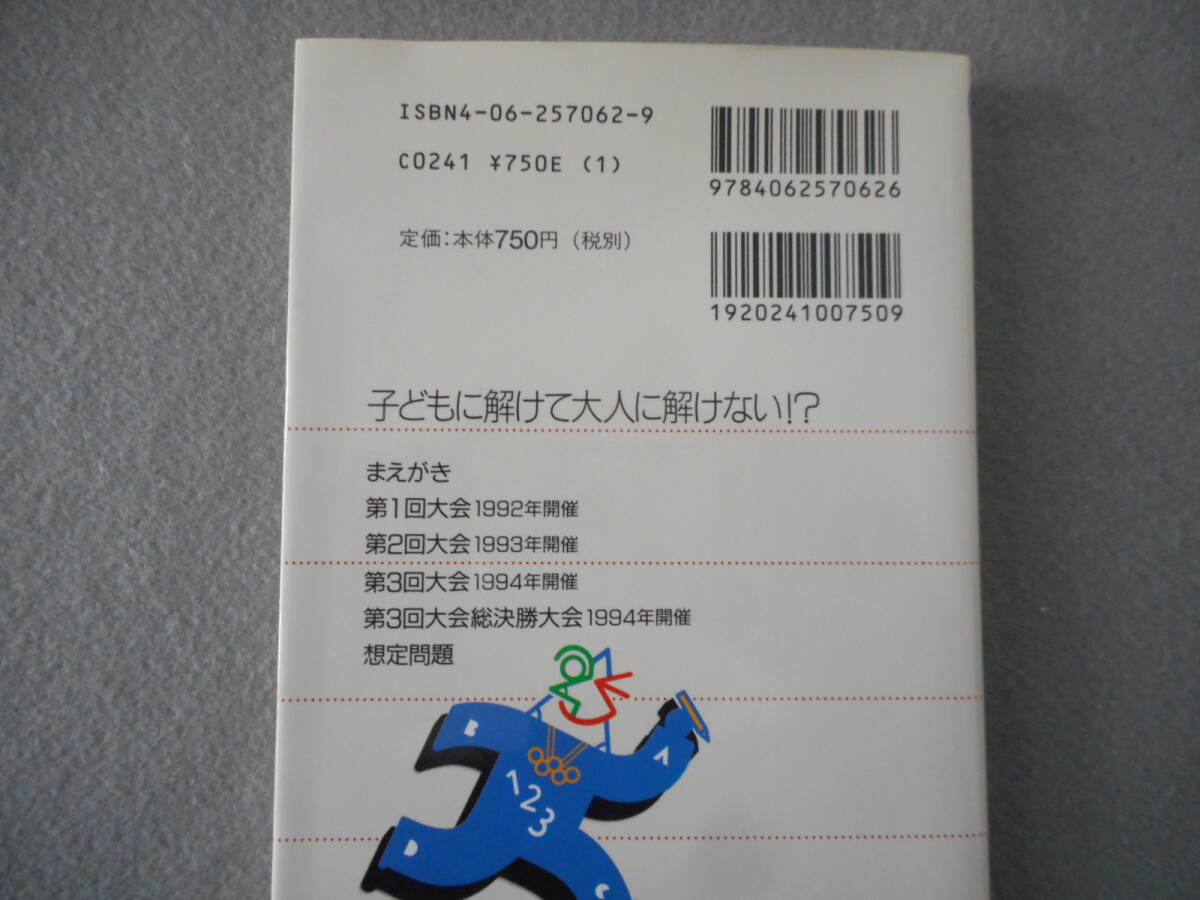 ISBN4-06-257062-9
C0241 ¥750E (1)
定価：本体750円（税別）
9784062570626
1920241007509
子どもに解けて大人に解けない!?
まえがき
第1回大会1992年開催
第2回大会1993年開催
第3回大会1994年開催
第3回大会総決勝大会1994年開催
想定問題
B
A
123
D
C